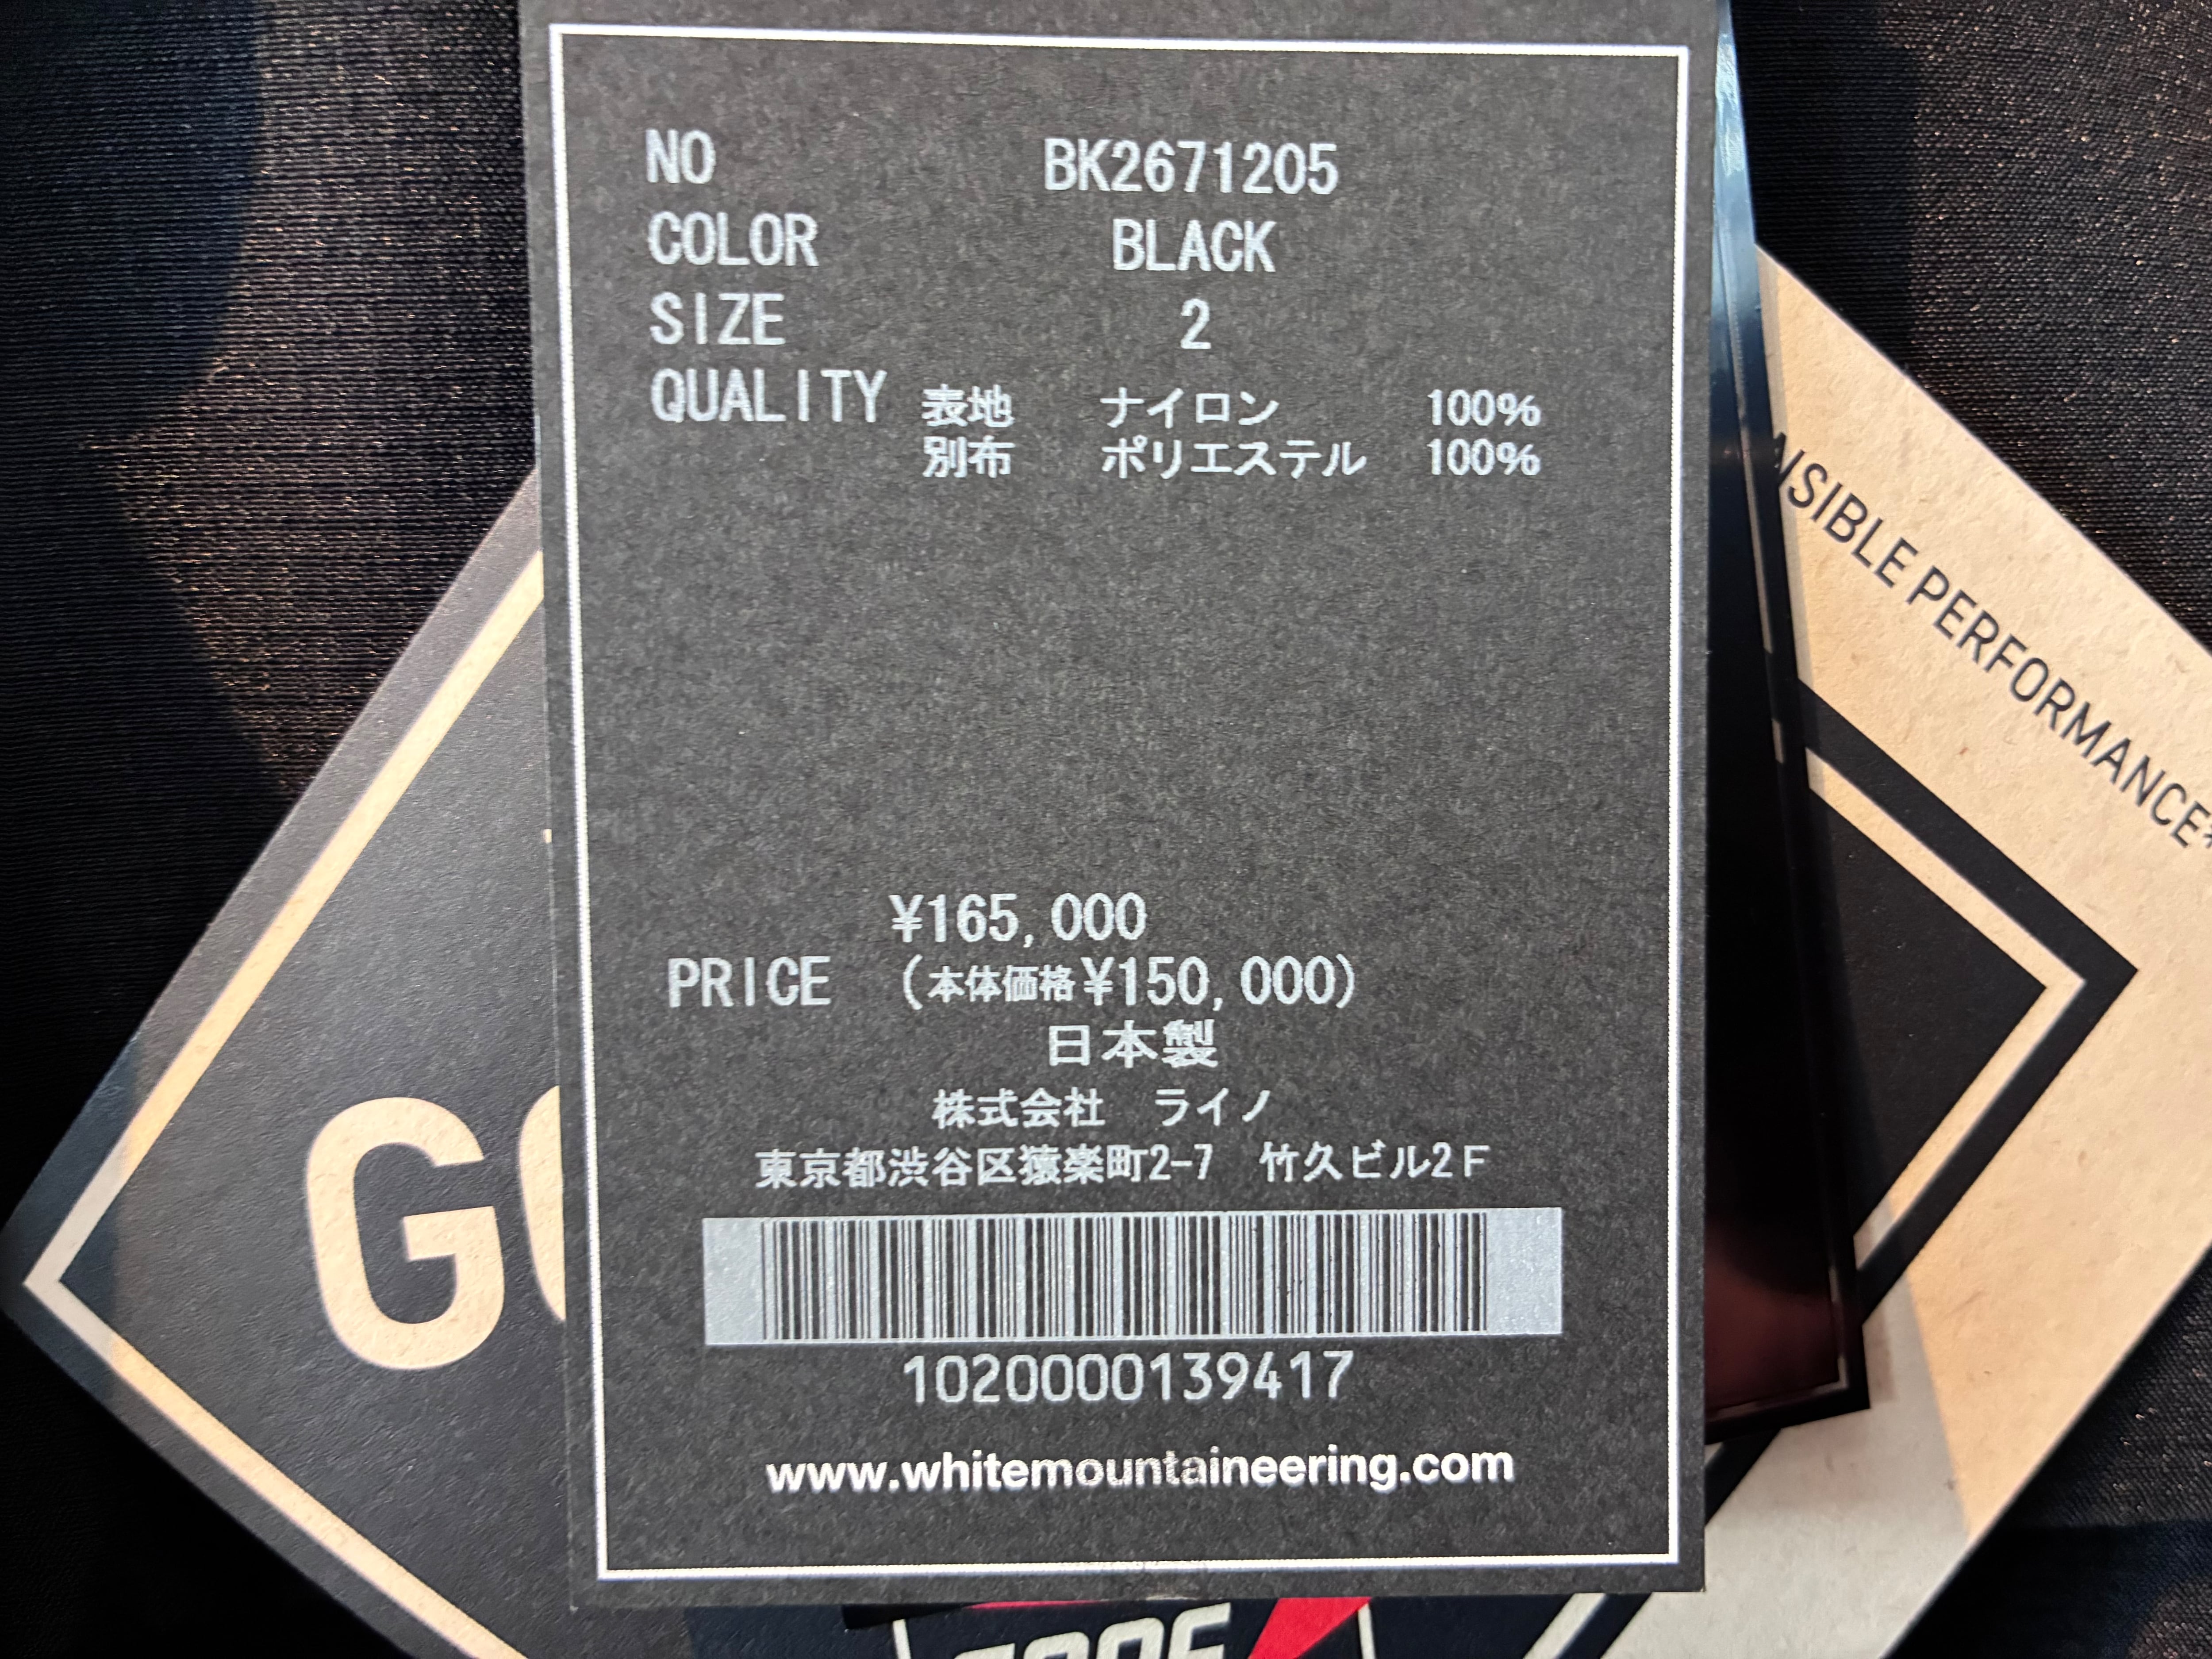 NO BK2671205
COLOR BLACK
SIZE 2
QUALITY 表地 ナイロン 100%
別布 ポリエステル 100%
¥165,000
PRICE (本体価格¥150,000)
日本製
株式会社 ライノ
東京都渋谷区猿楽町2-7 竹久ビル2F
1020000139417
www.whitemountaineering.com
PERFORMANCE